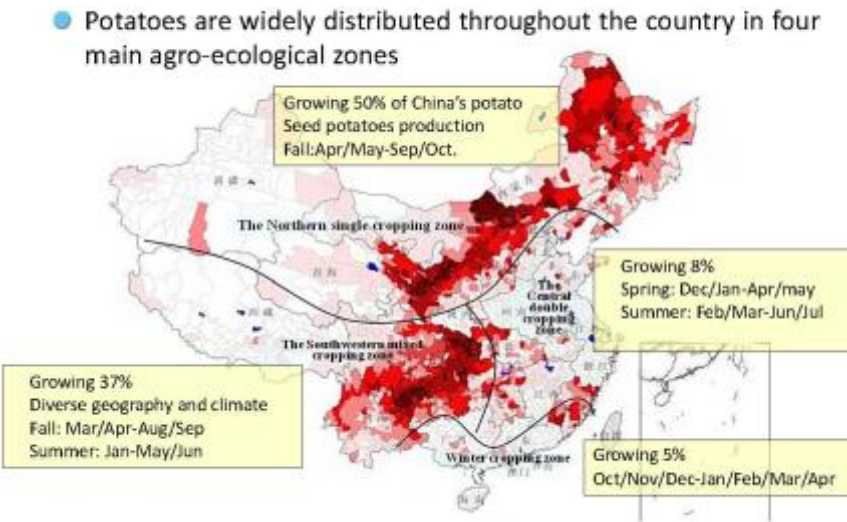 Potatoes are widely distributed throughout the country in four
main agro-ecological zones
Growing 50% of China's potato
Seed potatoes production
Fall:Apr/May-Sep/Oct.
The Northern single cropping zone
Growing 8%
Spring: Dec/Jan-Apr/may
Summer: Feb/Mar-Jun/Jul
The
Central
double
cropping
zone
The Southwestern mixed
cropping zone
Growing 37%
Diverse geography and climate
Fall: Mar/Apr-Aug/Sep
Summer: Jan-May/Jun
Winter cropping zone
Growing 5%
Oct/Nov/Dec-Jan/Feb/Mar/Apr